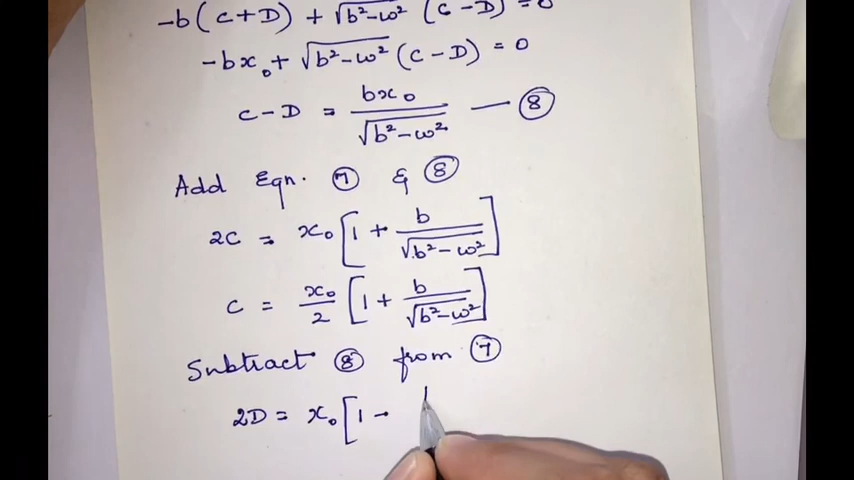 -b(C+D) + √(b²-ω²) (C-D) = 0
-bx₀ + √(b²-ω²) (C-D) = 0
C-D = bx₀/√(b²-ω²) — ⑧
Add Eqn. ⑦ & ⑧
2C = x₀[1 + b/√(b²-ω²)]
C = x₀/2 [1 + b/√(b²-ω²)]
Subtract ⑧ from ⑦
2D = x₀[1 -